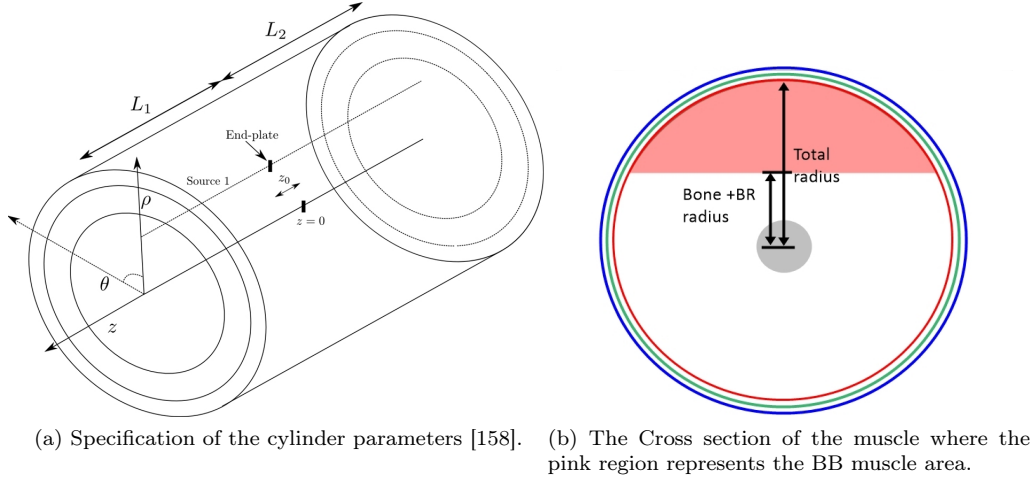 L₂
L₁
End-plate
Source 1
z₀
ρ
z = 0
θ
z
Total
radius
Bone +BR
radius
(a) Specification of the cylinder parameters [158].
(b) The Cross section of the muscle where the
pink region represents the BB muscle area.